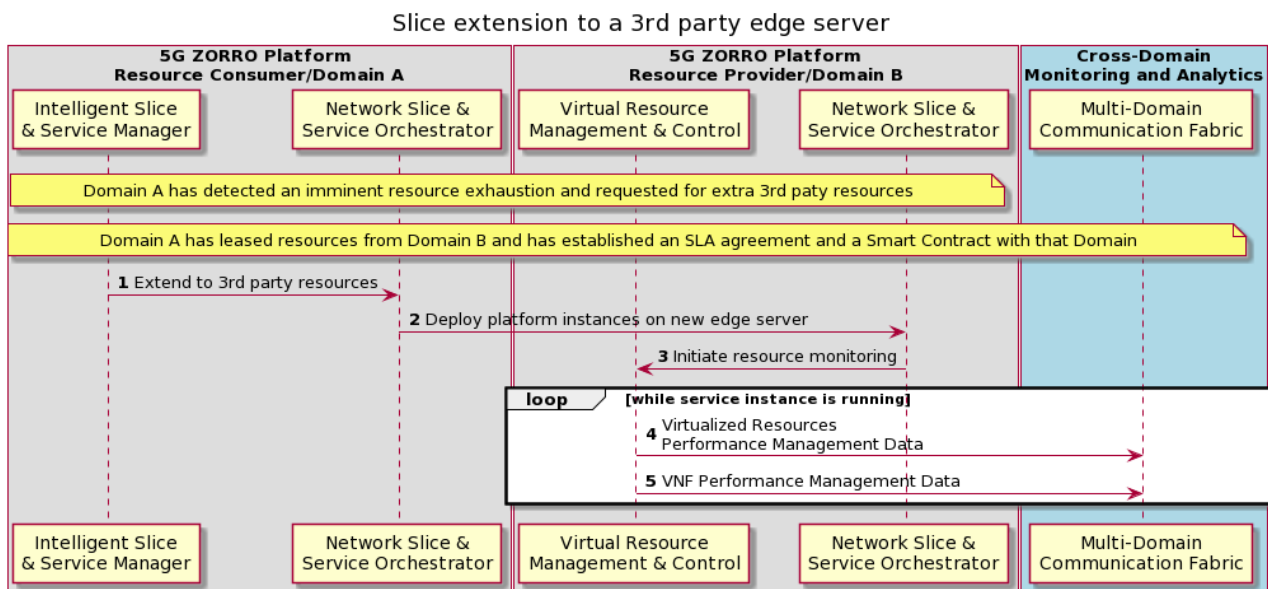 Slice extension to a 3rd party edge server
5G ZORRO Platform
Resource Consumer/Domain A
5G ZORRO Platform
Resource Provider/Domain B
Cross-Domain
Monitoring and Analytics
Intelligent Slice
& Service Manager
Network Slice &
Service Orchestrator
Virtual Resource
Management & Control
Network Slice &
Service Orchestrator
Multi-Domain
Communication Fabric
Domain A has detected an imminent resource exhaustion and requested for extra 3rd paty resources
Domain A has leased resources from Domain B and has established an SLA agreement and a Smart Contract with that Domain
1 Extend to 3rd party resources
2 Deploy platform instances on new edge server
3 Initiate resource monitoring
loop [while service instance is running]
4 Virtualized Resources
Performance Management Data
5 VNF Performance Management Data
Intelligent Slice
& Service Manager
Network Slice &
Service Orchestrator
Virtual Resource
Management & Control
Network Slice &
Service Orchestrator
Multi-Domain
Communication Fabric